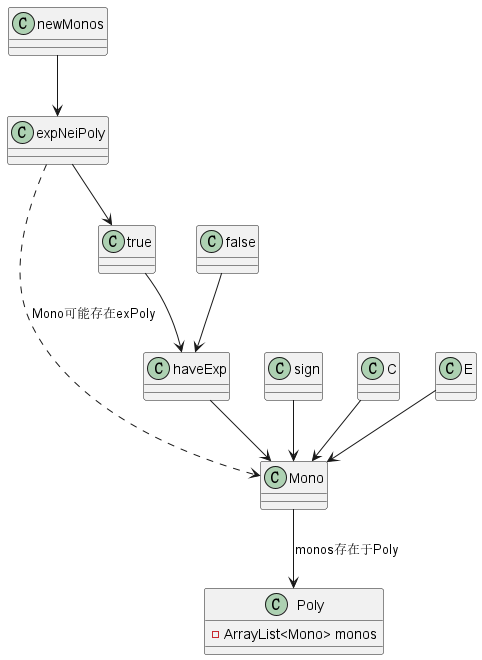 C newMonos
C expNeiPoly
C true
C false
Mono可能存在exPoly
C haveExp
C sign
C C
C E
C Mono
monos存在于Poly
C Poly
ArrayList<Mono> monos